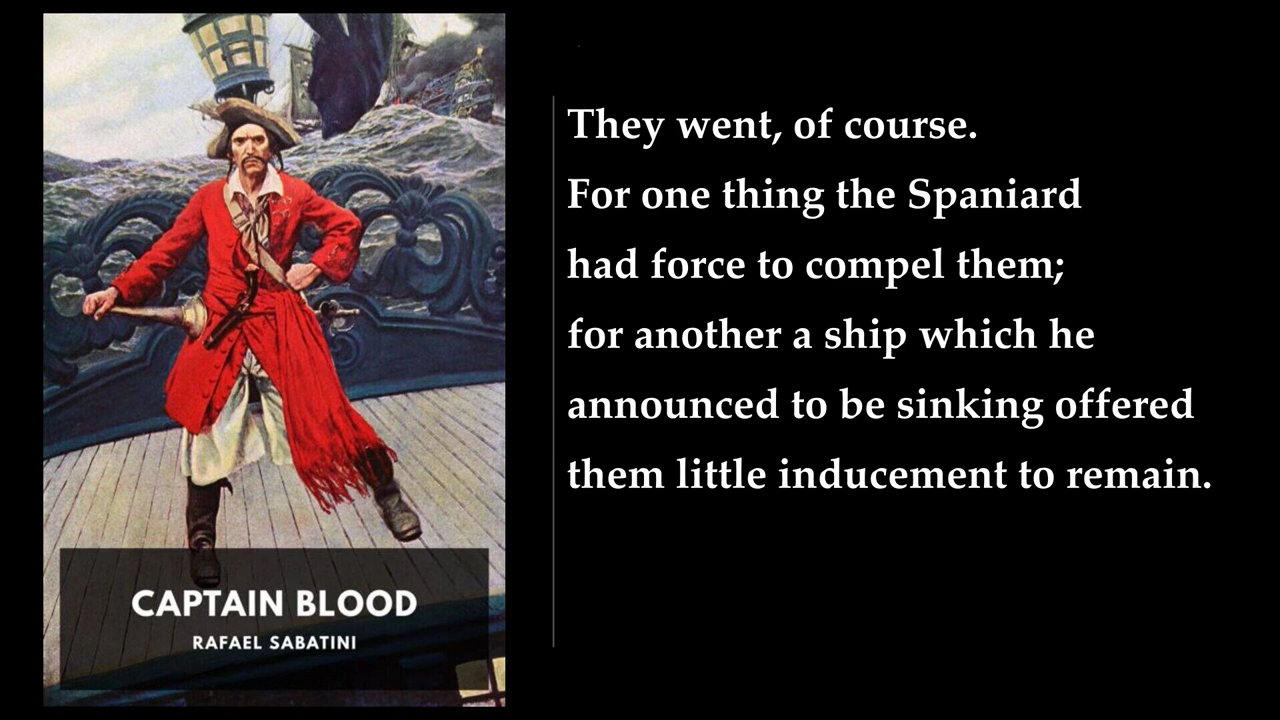 They went, of course.
For one thing the Spaniard
had force to compel them;
for another a ship which he
announced to be sinking offered
them little inducement to remain.
CAPTAIN BLOOD
RAFAEL SABATINI